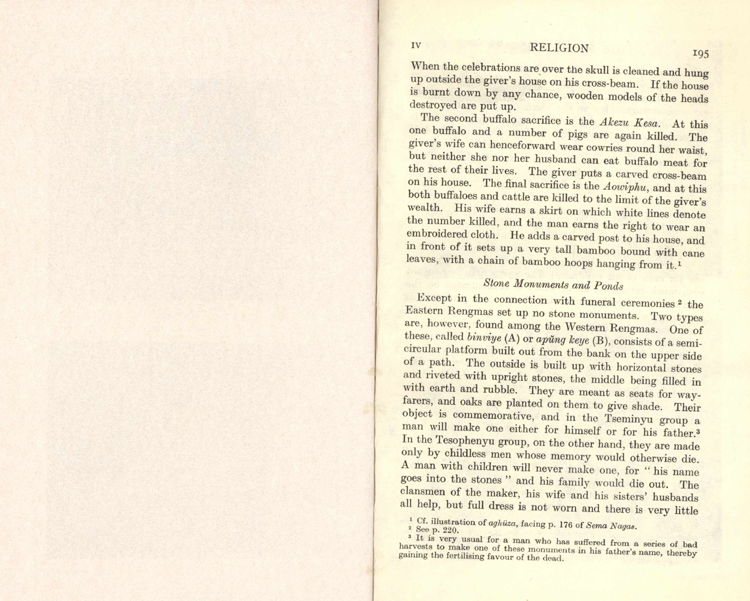 IV RELIGION 195
When the celebrations are over the skull is cleaned and hung
up outside the giver's house on his cross-beam. If the house
is burnt down by any chance, wooden models of the heads
destroyed are put up.
The second buffalo sacrifice is the Akezu Kesa. At this
one buffalo and a number of pigs are again killed. The
giver's wife can henceforward wear cowries round her waist,
but neither she nor her husband can eat buffalo meat for
the rest of their lives. The giver puts a carved cross-beam
on his house. The final sacrifice is the Aowiphu, and at this
both buffaloes and cattle are killed to the limit of the giver's
wealth. His wife earns a skirt on which white lines denote
the number killed, and the man earns the right to wear an
embroidered cloth. He adds a carved post to his house, and
in front of it sets up a very tall bamboo bound with cane
leaves, with a chain of bamboo hoops hanging from it.¹
Stone Monuments and Ponds
Except in the connection with funeral ceremonies ² the
Eastern Rengmas set up no stone monuments. Two types
are, however, found among the Western Rengmas. One of
these, called binviye (A) or apŭng keye (B), consists of a semi-
circular platform built out from the bank on the upper side
of a path. The outside is built up with horizontal stones
and riveted with upright stones, the middle being filled in
with earth and rubble. They are meant as seats for way-
farers, and oaks are planted on them to give shade. Their
object is commemorative, and in the Tseminyu group a
man will make one either for himself or for his father.³
In the Tesophenyu group, on the other hand, they are made
only by childless men whose memory would otherwise die.
A man with children will never make one, for " his name
goes into the stones " and his family would die out. The
clansmen of the maker, his wife and his sisters' husbands
all help, but full dress is not worn and there is very little
¹ Cf. illustration of aghüza, facing p. 176 of Sema Nagas.
² See p. 220.
³ It is very usual for a man who has suffered from a series of bad
harvests to make one of these monuments in his father's name, thereby
gaining the fertilising favour of the dead.